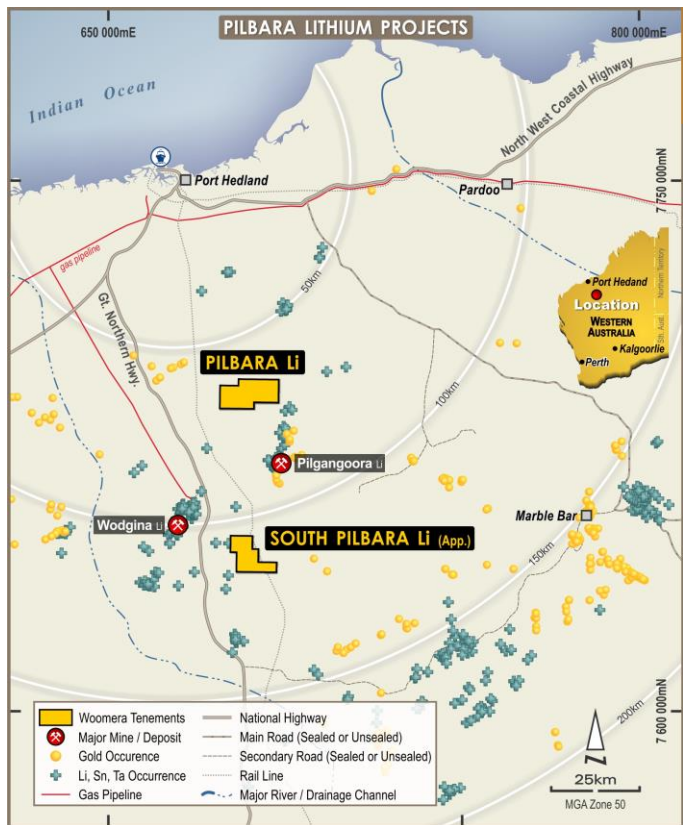 PILBARA LITHIUM PROJECTS
650 000mE
800 000mE
Indian Ocean
North West Coastal Highway
Port Hedland
Pardoo
7 750 000mN
gas pipeline
Gt. Northern Hwy.
50km
Port Hedand
Northern Territory
Location
WESTERN
AUSTRALIA
Sth. Aust.
Kalgoorlie
Perth
PILBARA Li
100km
Pilgangoora Li
Wodgina Li
Marble Bar
SOUTH PILBARA Li (App.)
150km
200km
7 600 000mN
Woomera Tenements
Major Mine / Deposit
Gold Occurence
Li, Sn, Ta Occurrence
Gas Pipeline
National Highway
Main Road (Sealed or Unsealed)
Secondary Road (Sealed or Unsealed)
Rail Line
Major River / Drainage Channel
N
25km
MGA Zone 50